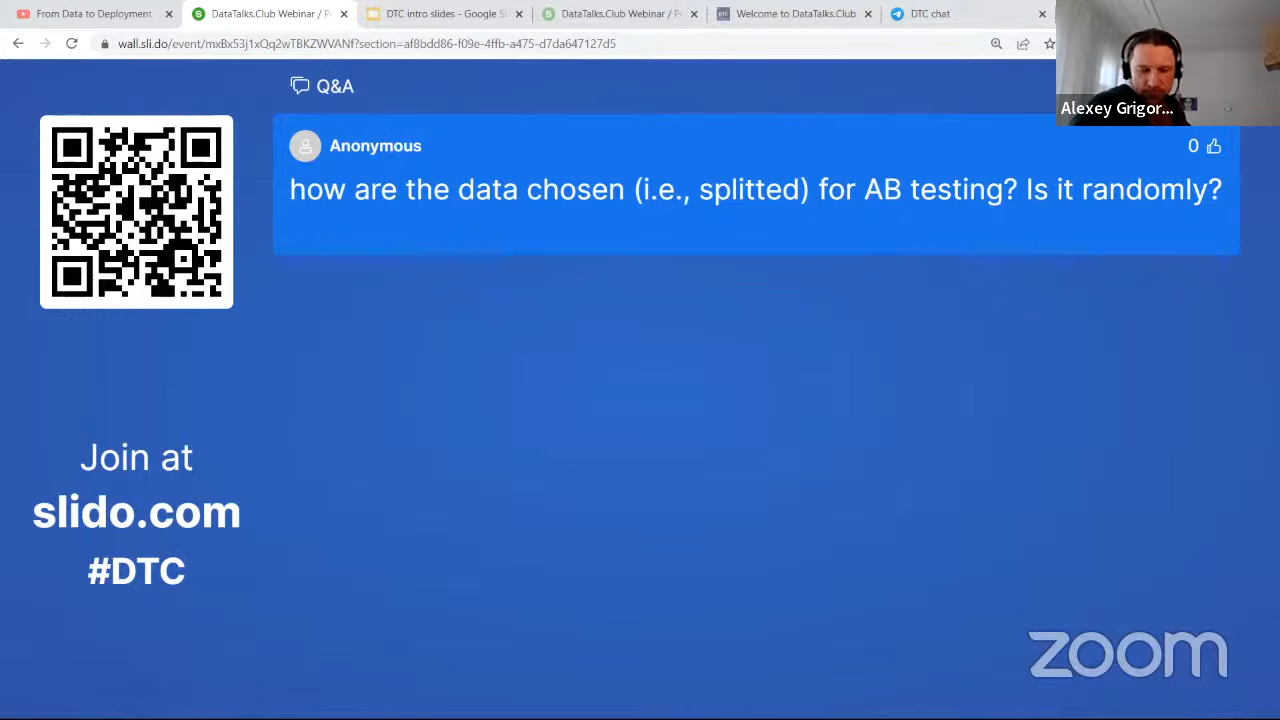 From Data to Deployment
DataTalks.Club Webinar / P
DTC intro slides - Google Sl
DataTalks.Club Webinar / P
Welcome to DataTalks.Club
DTC chat
wall.sli.do/event/mxBx53j1xQq2wTBKZWVANf?section=af8bdd86-f09e-4ffb-a475-d7da647127d5
Alexey Grigor...
Q&A
Anonymous
0
how are the data chosen (i.e., splitted) for AB testing? Is it randomly?
Join at
slido.com
#DTC
zoom